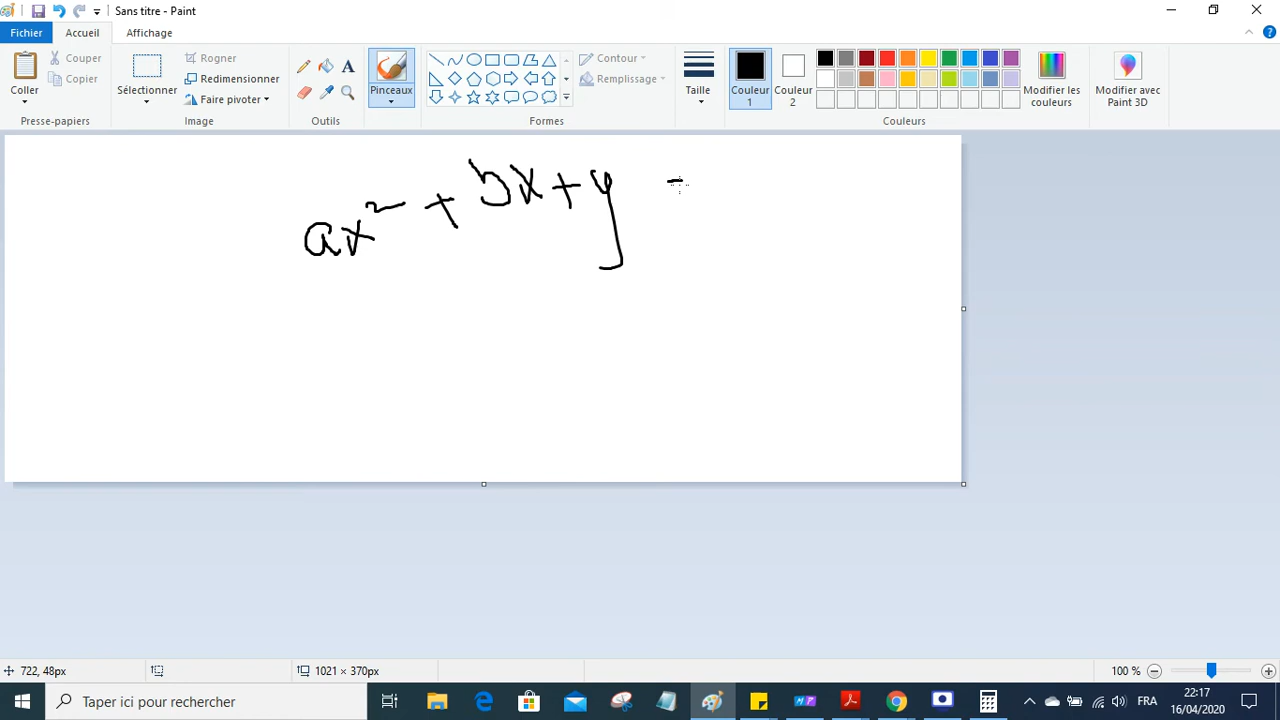 Sans titre - Paint
Fichier Accueil Affichage
Coller
Couper
Copier
Presse-papiers
Sélectionner
Rogner
Redimensionner
Faire pivoter
Image
A
Outils
Pinceaux
Contour
Remplissage
Formes
Taille
Couleur 1
Couleur 2
Modifier les couleurs
Couleurs
Modifier avec Paint 3D
ax² + bx + y =
722, 48px
1021 × 370px
100 %
Taper ici pour rechercher
FRA
22:17
16/04/2020